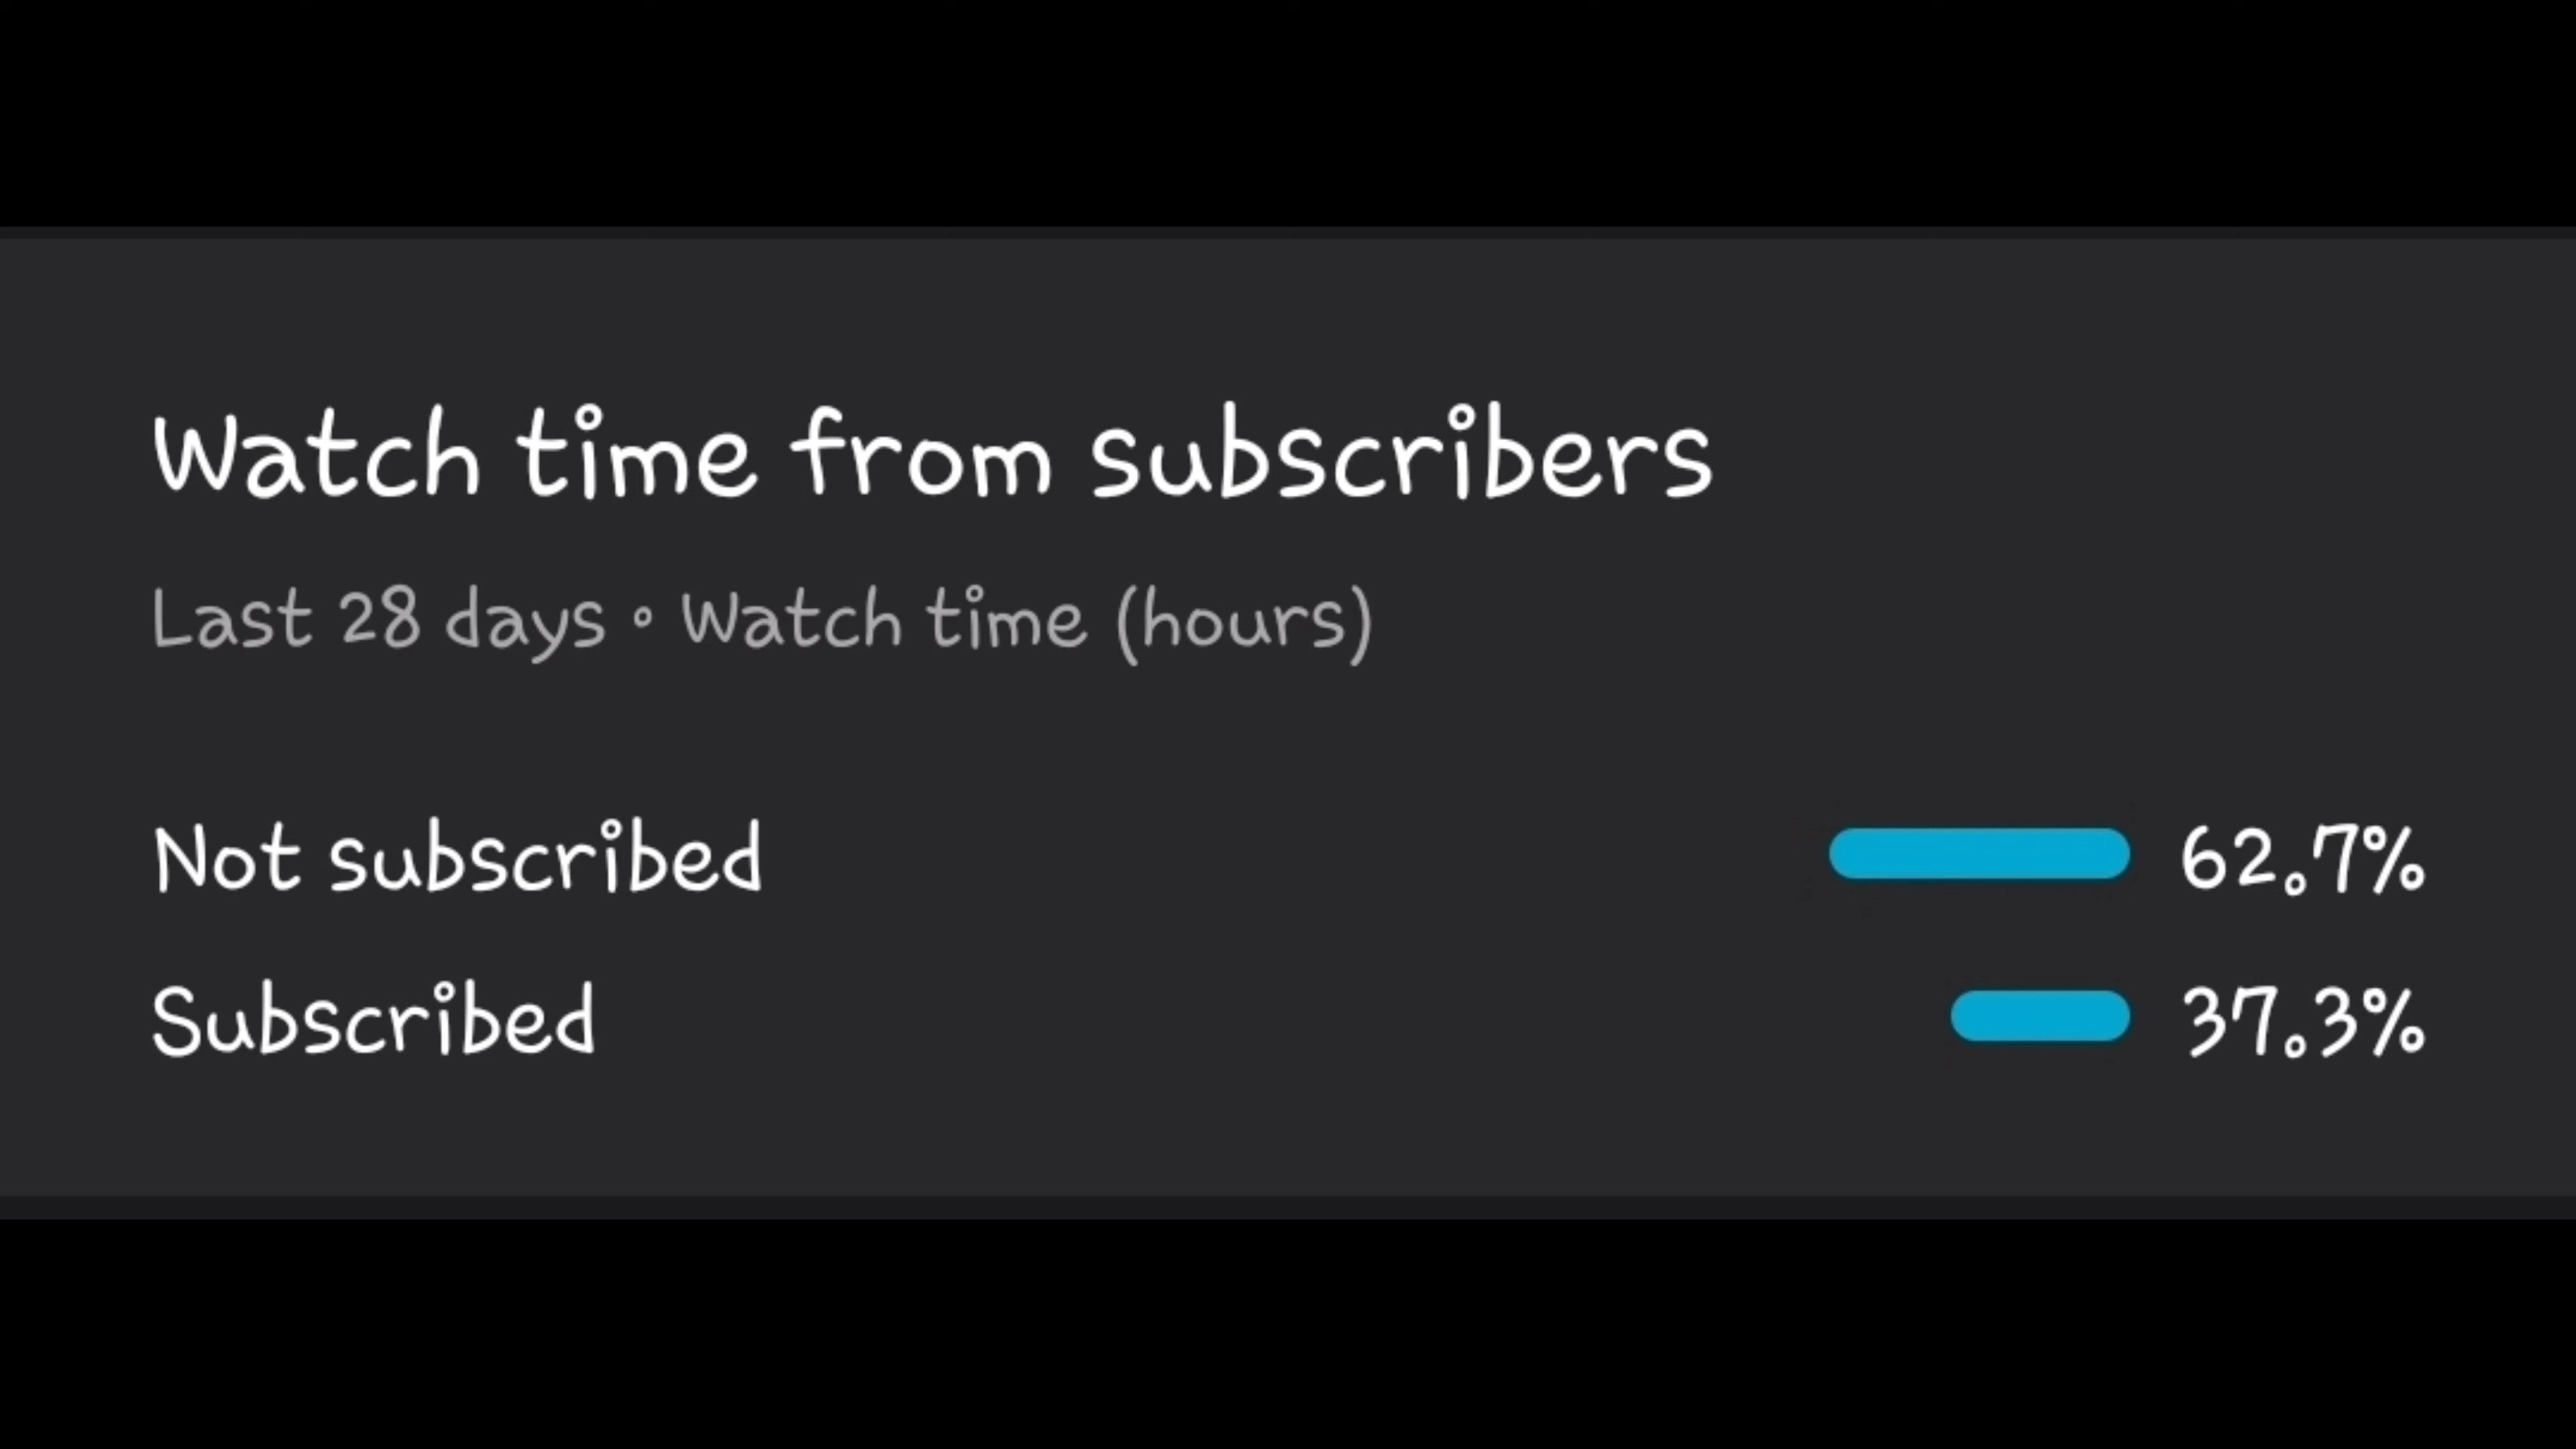 Watch time from subscribers
Last 28 days • Watch time (hours)
Not subscribed 62.7%
Subscribed 37.3%